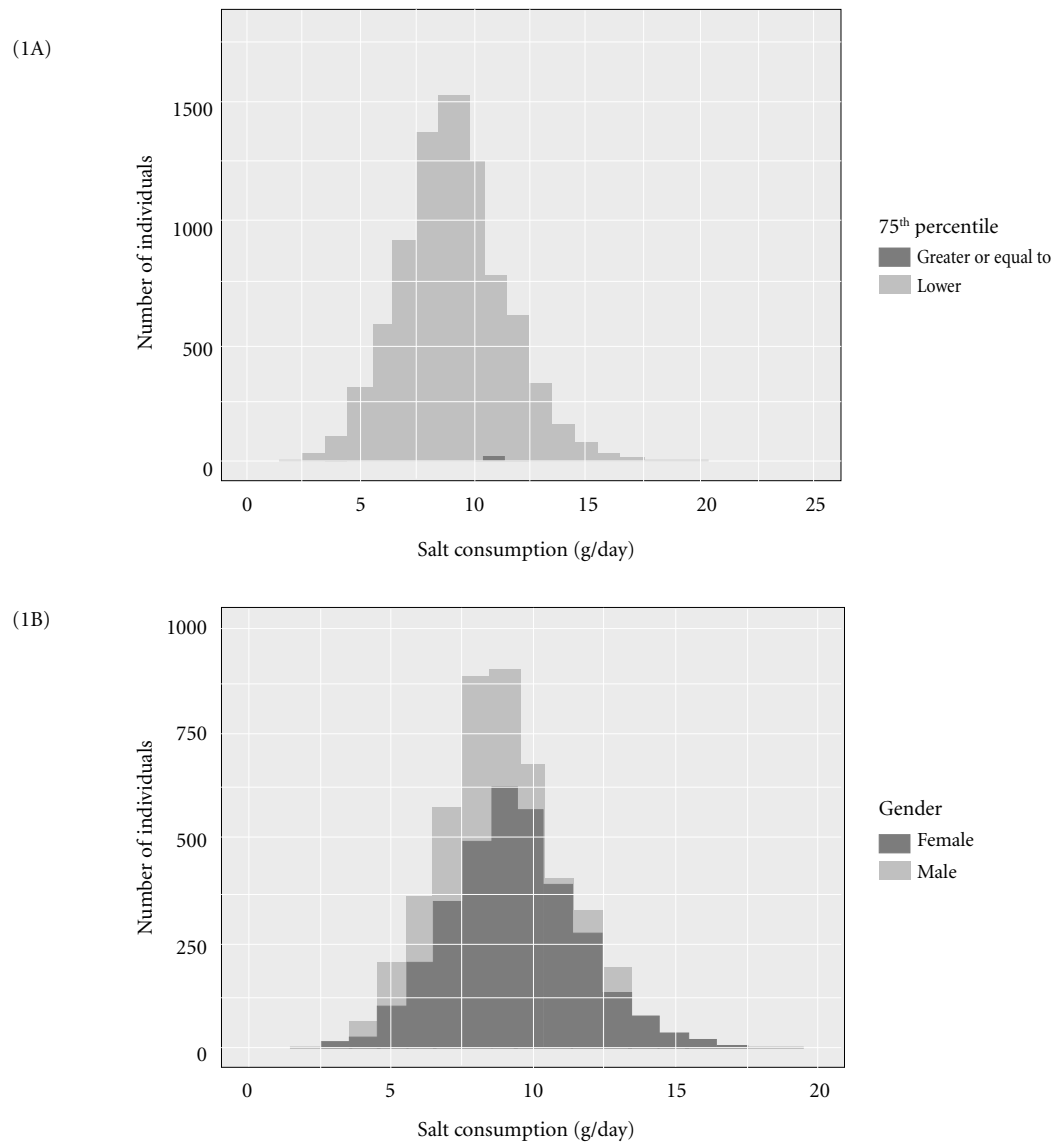 (1A)
Number of individuals
1500
1000
500
0
0 5 10 15 20 25
Salt consumption (g/day)
75th percentile
Greater or equal to
Lower
(1B)
Number of individuals
1000
750
500
250
0
0 5 10 15 20
Salt consumption (g/day)
Gender
Female
Male